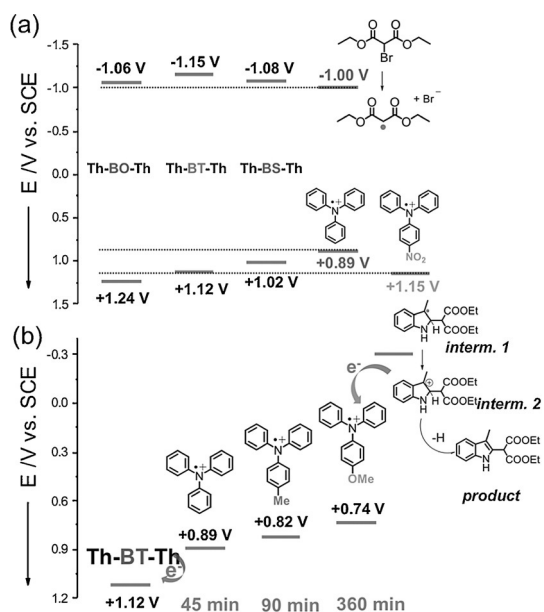 (a)
E /V vs. SCE
-1.5
-1.0
-0.5
0.0
0.5
1.0
1.5
-1.06 V
-1.15 V
-1.08 V
-1.00 V
Br
+ Br⁻
Th-BO-Th
Th-BT-Th
Th-BS-Th
N
N
NO₂
+1.24 V
+1.12 V
+1.02 V
+0.89 V
+1.15 V
(b)
E /V vs. SCE
-0.3
0.0
0.3
0.6
0.9
1.2
COOEt
H
COOEt
NH
interm. 1
e⁻
COOEt
H
COOEt
NH
interm. 2
-H
COOEt
COOEt
NH
product
N
N
Me
N
OMe
+0.89 V
+0.82 V
+0.74 V
Th-BT-Th
e⁻
+1.12 V
45 min
90 min
360 min